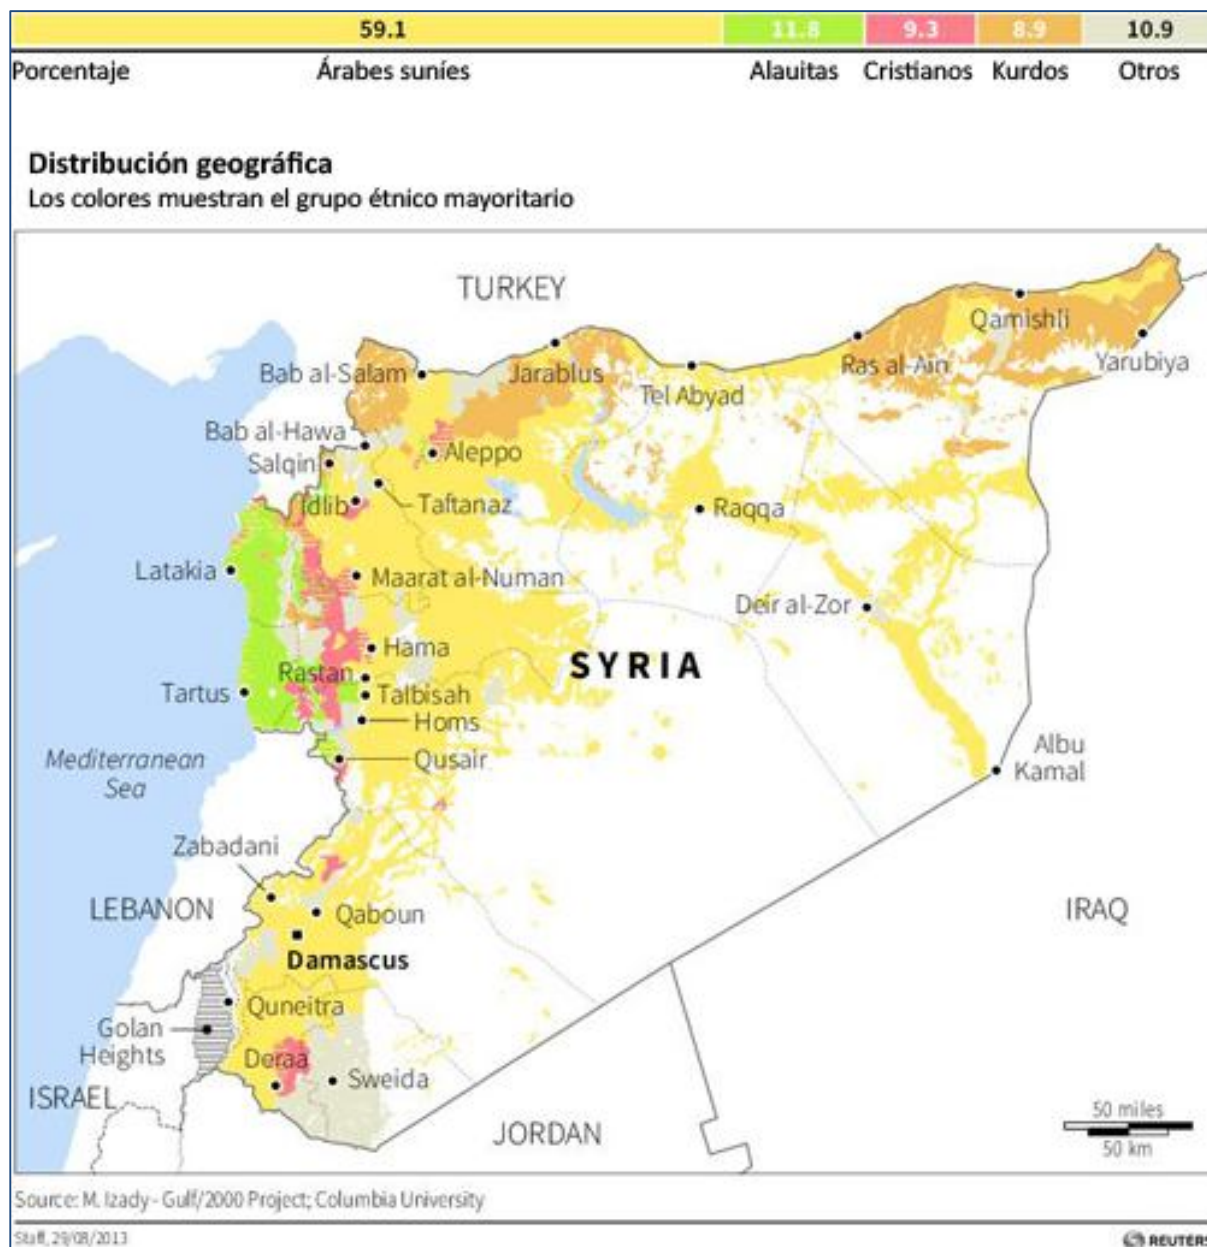 59.1 11.8 9.3 8.9 10.9
Porcentaje Árabes suníes Alauitas Cristianos Kurdos Otros
Distribución geográfica
Los colores muestran el grupo étnico mayoritario
TURKEY
Qamishli
Bab al-Salam Jarablus Tel Abyad Ras al-Ain Yarubiya
Bab al-Hawa
Salqin Aleppo
Idlib Taftanaz Raqqa
Latakia Maarat al-Numan
Deir al-Zor
Hama
SYRIA
Rastan
Tartus Talbisah
Homs
Mediterranean
Sea
Qusair
Albu
Kamal
Zabadani
LEBANON Qaboun IRAQ
Damascus
Quneitra
Golan
Heights
Deraa Sweida
ISRAEL
JORDAN
50 miles
50 km
Source: M. Izady - Gulf/2000 Project; Columbia University
Staff, 29/08/2013 REUTERS